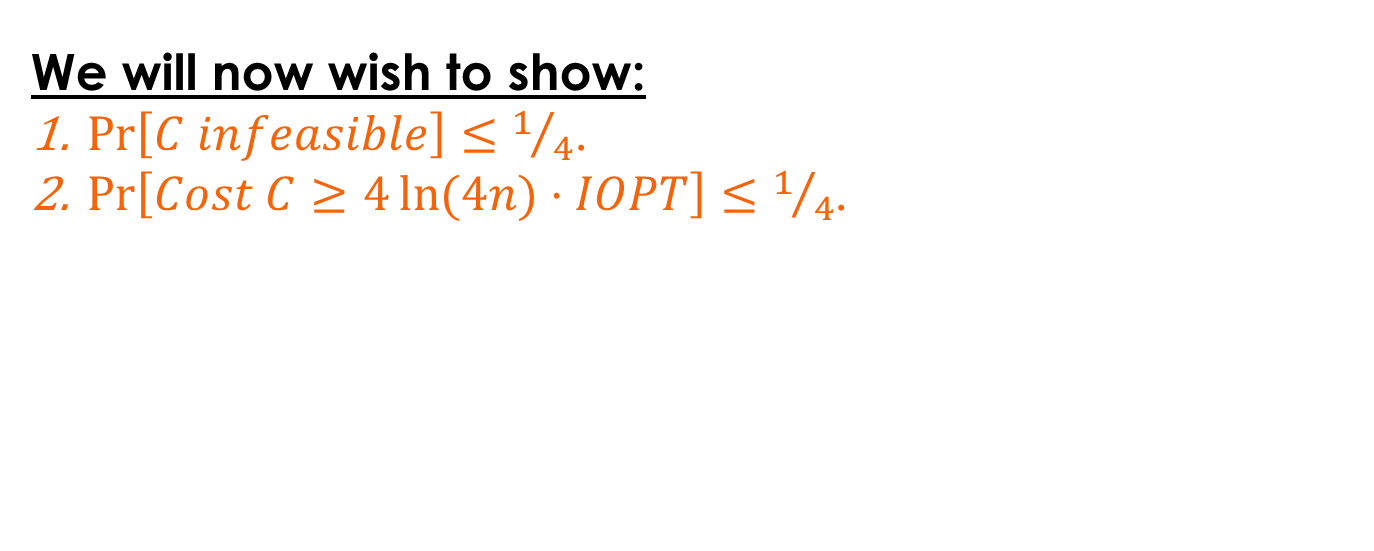 We will now wish to show:
1. Pr[C infeasible] ≤ 1/4.
2. Pr[Cost C ≥ 4 ln(4n) · IOPT] ≤ 1/4.